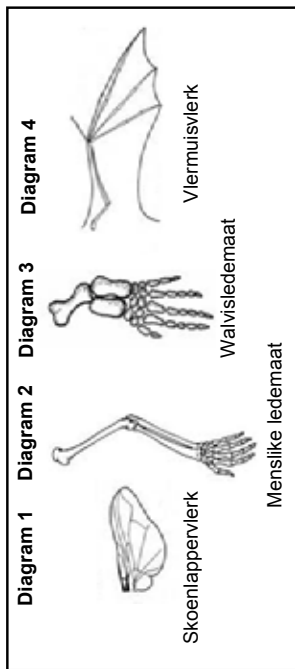 Diagram 1
Diagram 2
Diagram 3
Diagram 4
Skoenlappervlerk
Menslike ledemaat
Walvisledemaat
Vlermuisvlerk